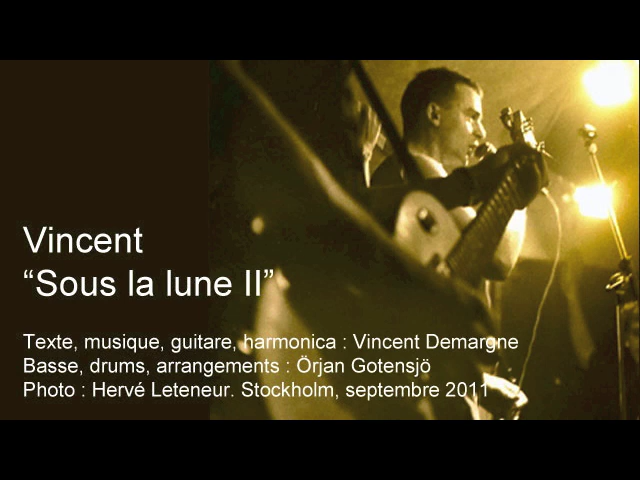 Vincent
“Sous la lune II”
Texte, musique, guitare, harmonica : Vincent Demargne
Basse, drums, arrangements : Örjan Gotensjö
Photo : Hervé Leteneur. Stockholm, septembre 2011